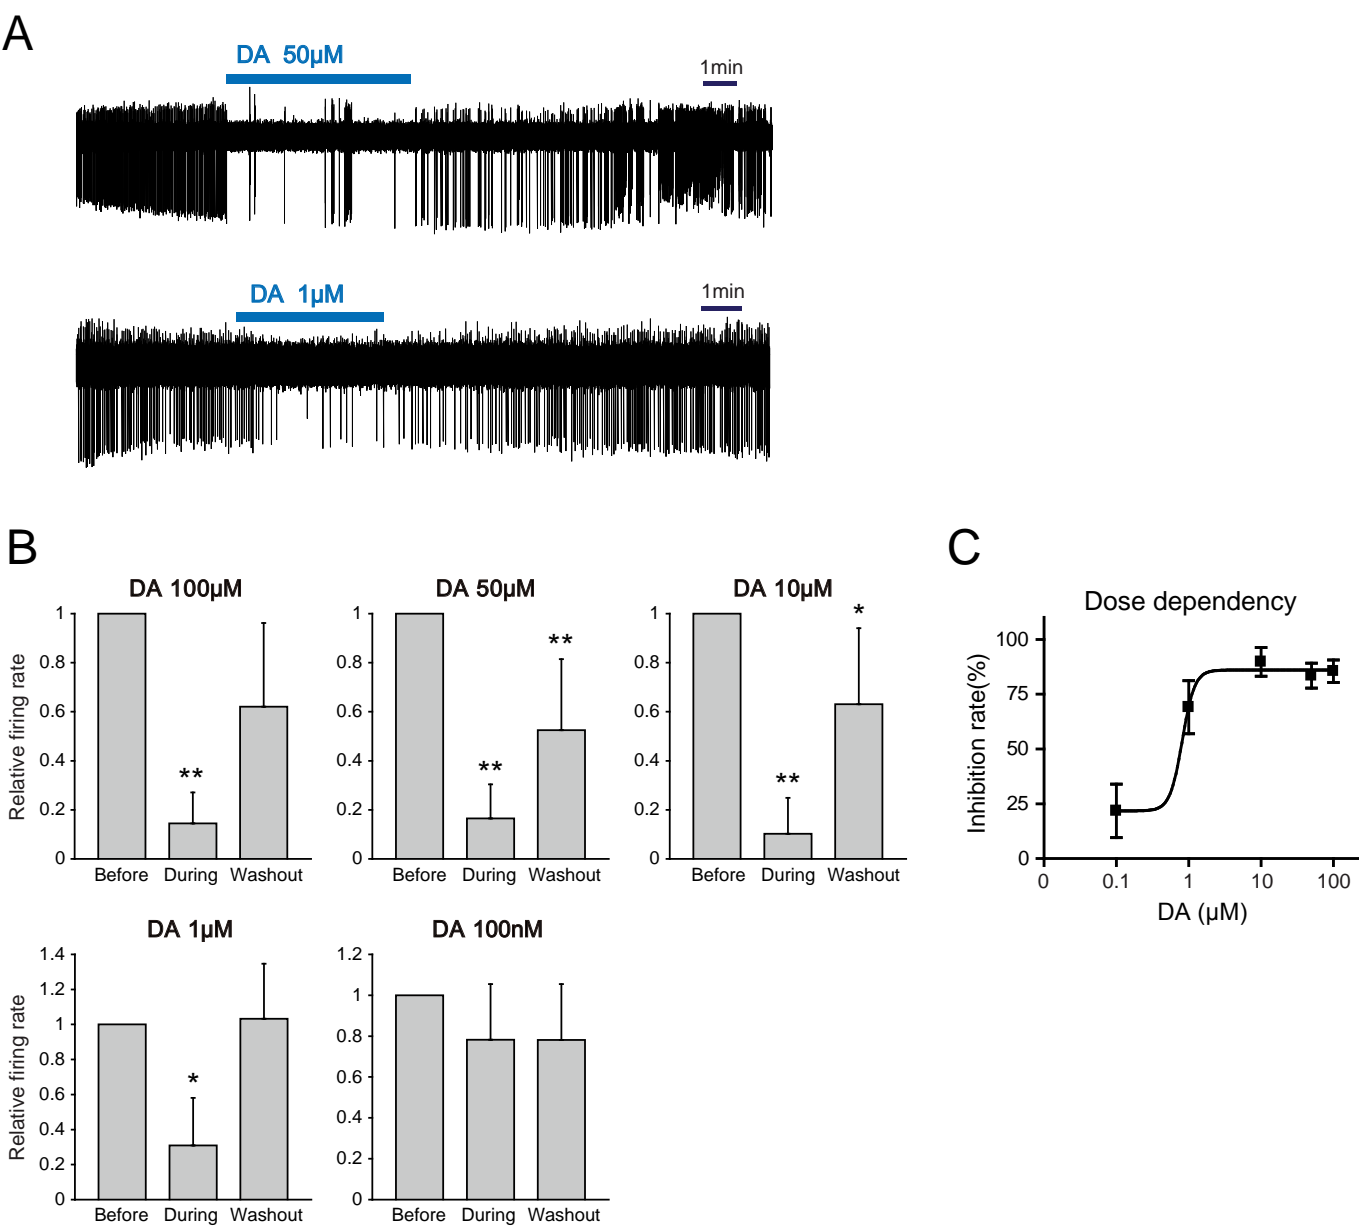 A
DA 50µM
1min
DA 1µM
1min
B
DA 100µM
Relative firing rate
1
0.8
0.6
0.4
0.2
0
Before During Washout
**
DA 50µM
1
0.8
0.6
0.4
0.2
0
Before During Washout
**
**
DA 10µM
1
0.8
0.6
0.4
0.2
0
Before During Washout
**
*
DA 1µM
Relative firing rate
1.4
1.2
1
0.8
0.6
0.4
0.2
0
Before During Washout
*
DA 100nM
1.2
1
0.8
0.6
0.4
0.2
0
Before During Washout
C
Dose dependency
Inhibition rate(%)
100
75
50
25
0
0 0.1 1 10 100
DA (µM)